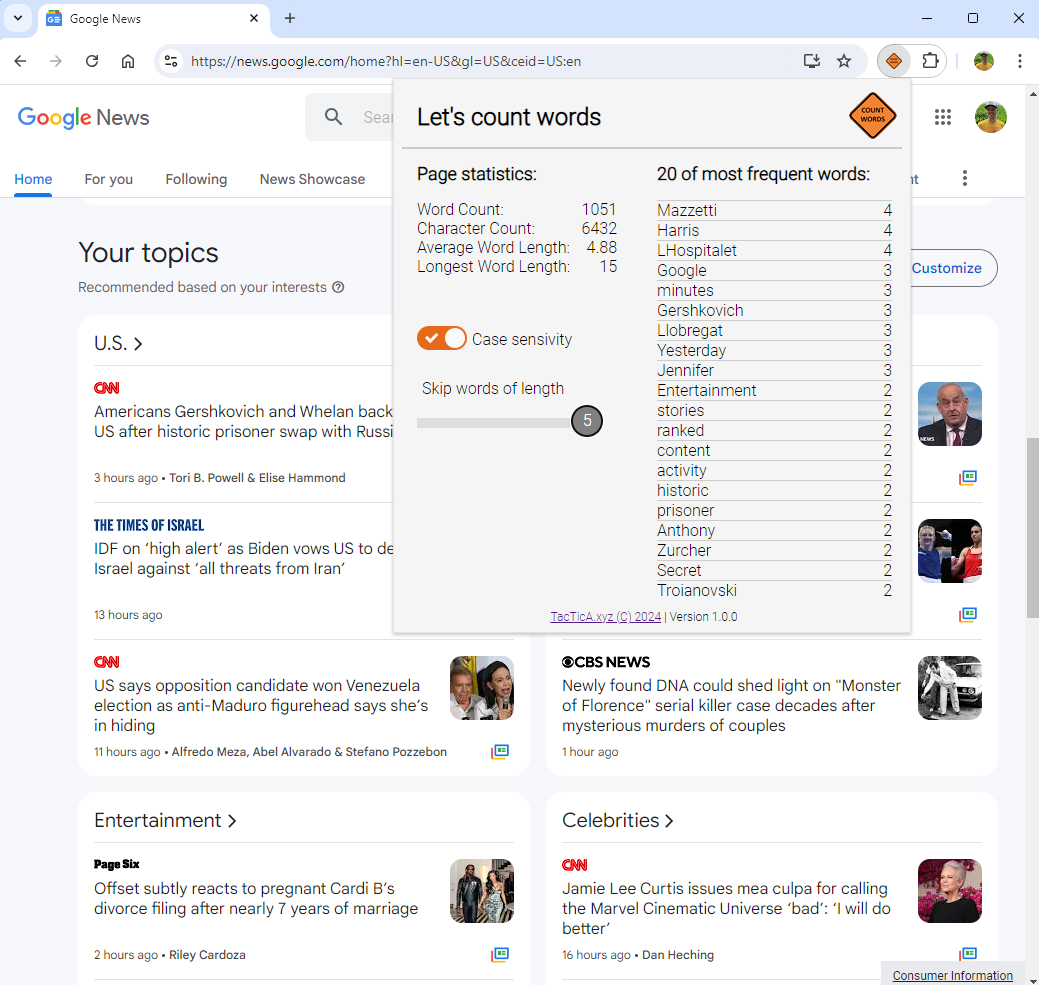 Google News
https://news.google.com/home?hl=en-US&gl=US&ceid=US:en
Google News
Sear
Home
For you
Following
News Showcase
nt
Let's count words
COUNT
WORDS
Page statistics:
Word Count: 1051
Character Count: 6432
Average Word Length: 4.88
Longest Word Length: 15
Case sensivity
Skip words of length
5
20 of most frequent words:
Mazzetti 4
Harris 4
LHospitalet 4
Google 3
minutes 3
Gershkovich 3
Llobregat 3
Yesterday 3
Jennifer 3
Entertainment 2
stories 2
ranked 2
content 2
activity 2
historic 2
prisoner 2
Anthony 2
Zurcher 2
Secret 2
Troianovski 2
TacTicA.xyz (C) 2024 | Version 1.0.0
Your topics
Recommended based on your interests
Customize
U.S.
CNN
Americans Gershkovich and Whelan back
US after historic prisoner swap with Russi
3 hours ago • Tori B. Powell & Elise Hammond
NEWS
THE TIMES OF ISRAEL
IDF on ‘high alert’ as Biden vows US to de
Israel against ‘all threats from Iran’
13 hours ago
CNN
US says opposition candidate won Venezuela
election as anti-Maduro figurehead says she’s
in hiding
11 hours ago • Alfredo Meza, Abel Alvarado & Stefano Pozzebon
CBS NEWS
Newly found DNA could shed light on "Monster
of Florence" serial killer case decades after
mysterious murders of couples
1 hour ago
Entertainment
Page Six
Offset subtly reacts to pregnant Cardi B’s
divorce filing after nearly 7 years of marriage
2 hours ago • Riley Cardoza
Celebrities
CNN
Jamie Lee Curtis issues mea culpa for calling
the Marvel Cinematic Universe ‘bad’: ‘I will do
better’
16 hours ago • Dan Heching
Consumer Information